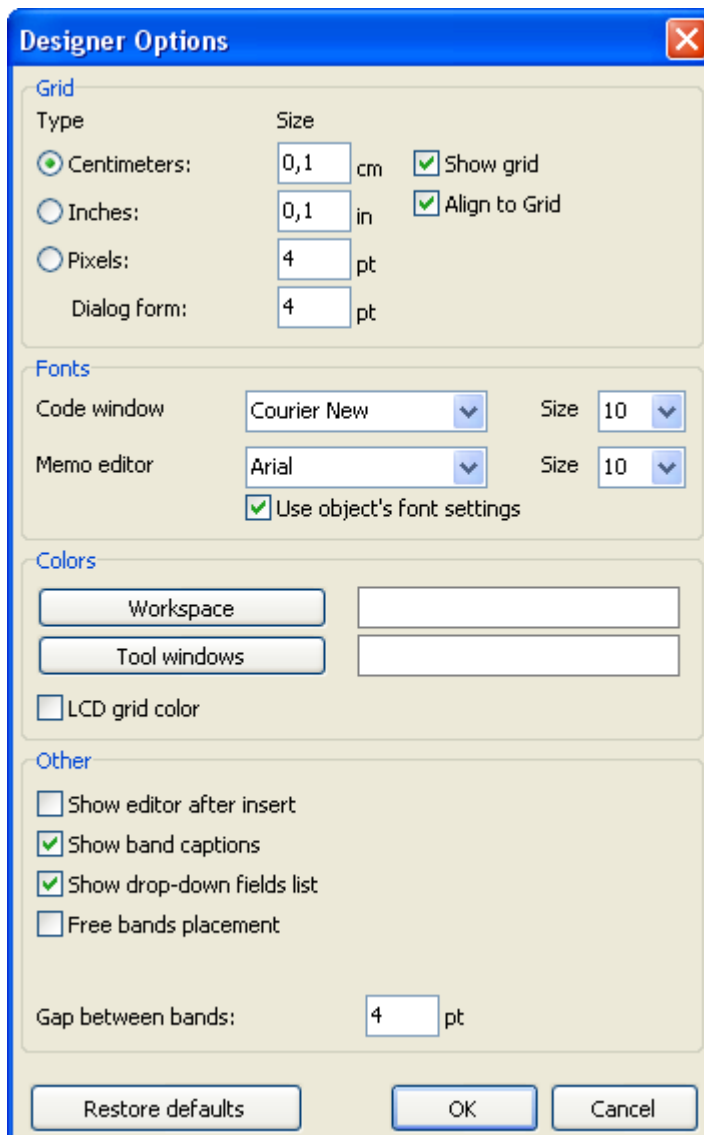 Designer Options
Grid
Type Size
Centimeters: 0,1 cm Show grid
Inches: 0,1 in Align to Grid
Pixels: 4 pt
Dialog form: 4 pt
Fonts
Code window Courier New Size 10
Memo editor Arial Size 10
Use object's font settings
Colors
Workspace
Tool windows
LCD grid color
Other
Show editor after insert
Show band captions
Show drop-down fields list
Free bands placement
Gap between bands: 4 pt
Restore defaults OK Cancel